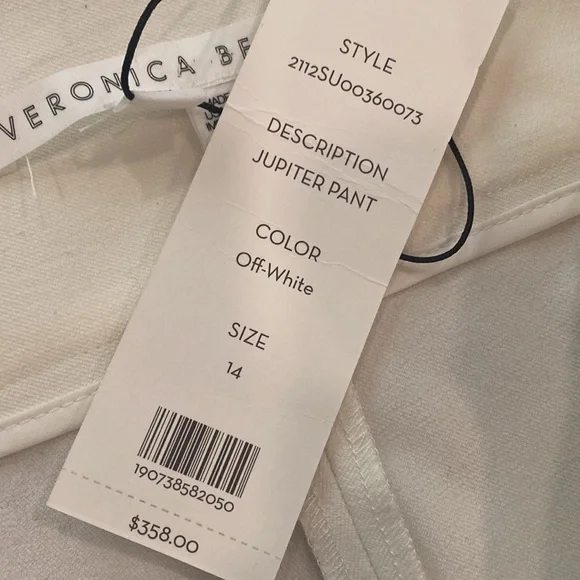 VERONICA BE
STYLE
2112SU00360073
DESCRIPTION
JUPITER PANT
COLOR
Off-White
SIZE
14
190738582050
$358.00